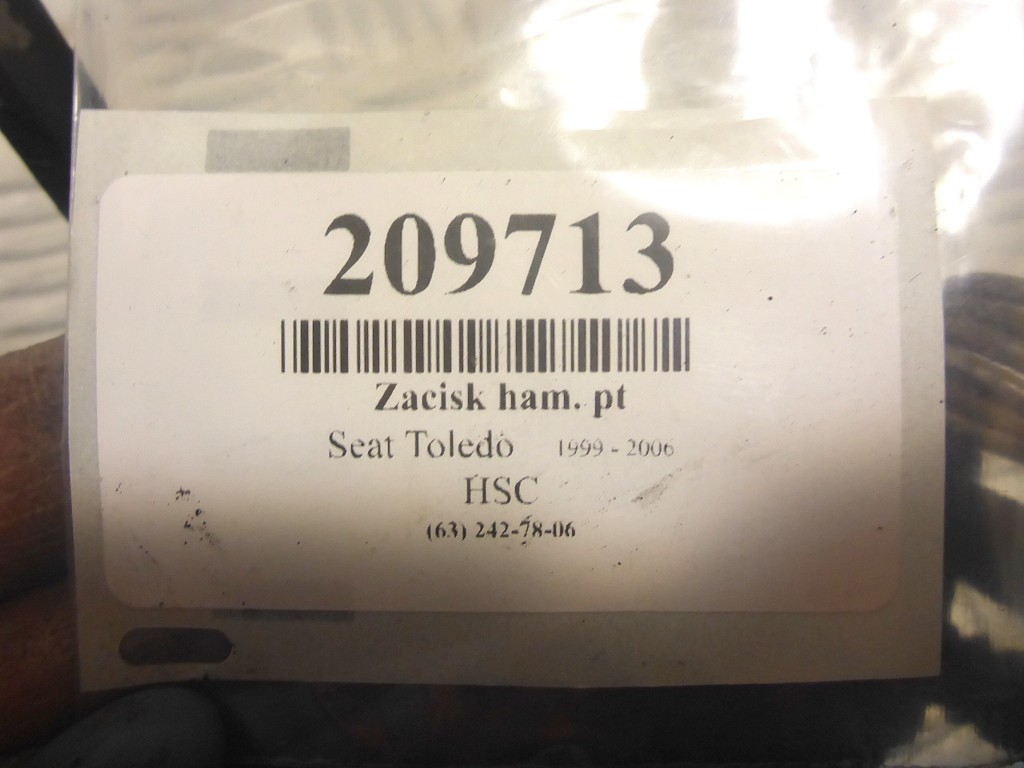 209713
Zacisk ham. pt
Seat Toledo 1999 - 2006
HSC
(63) 242-78-06